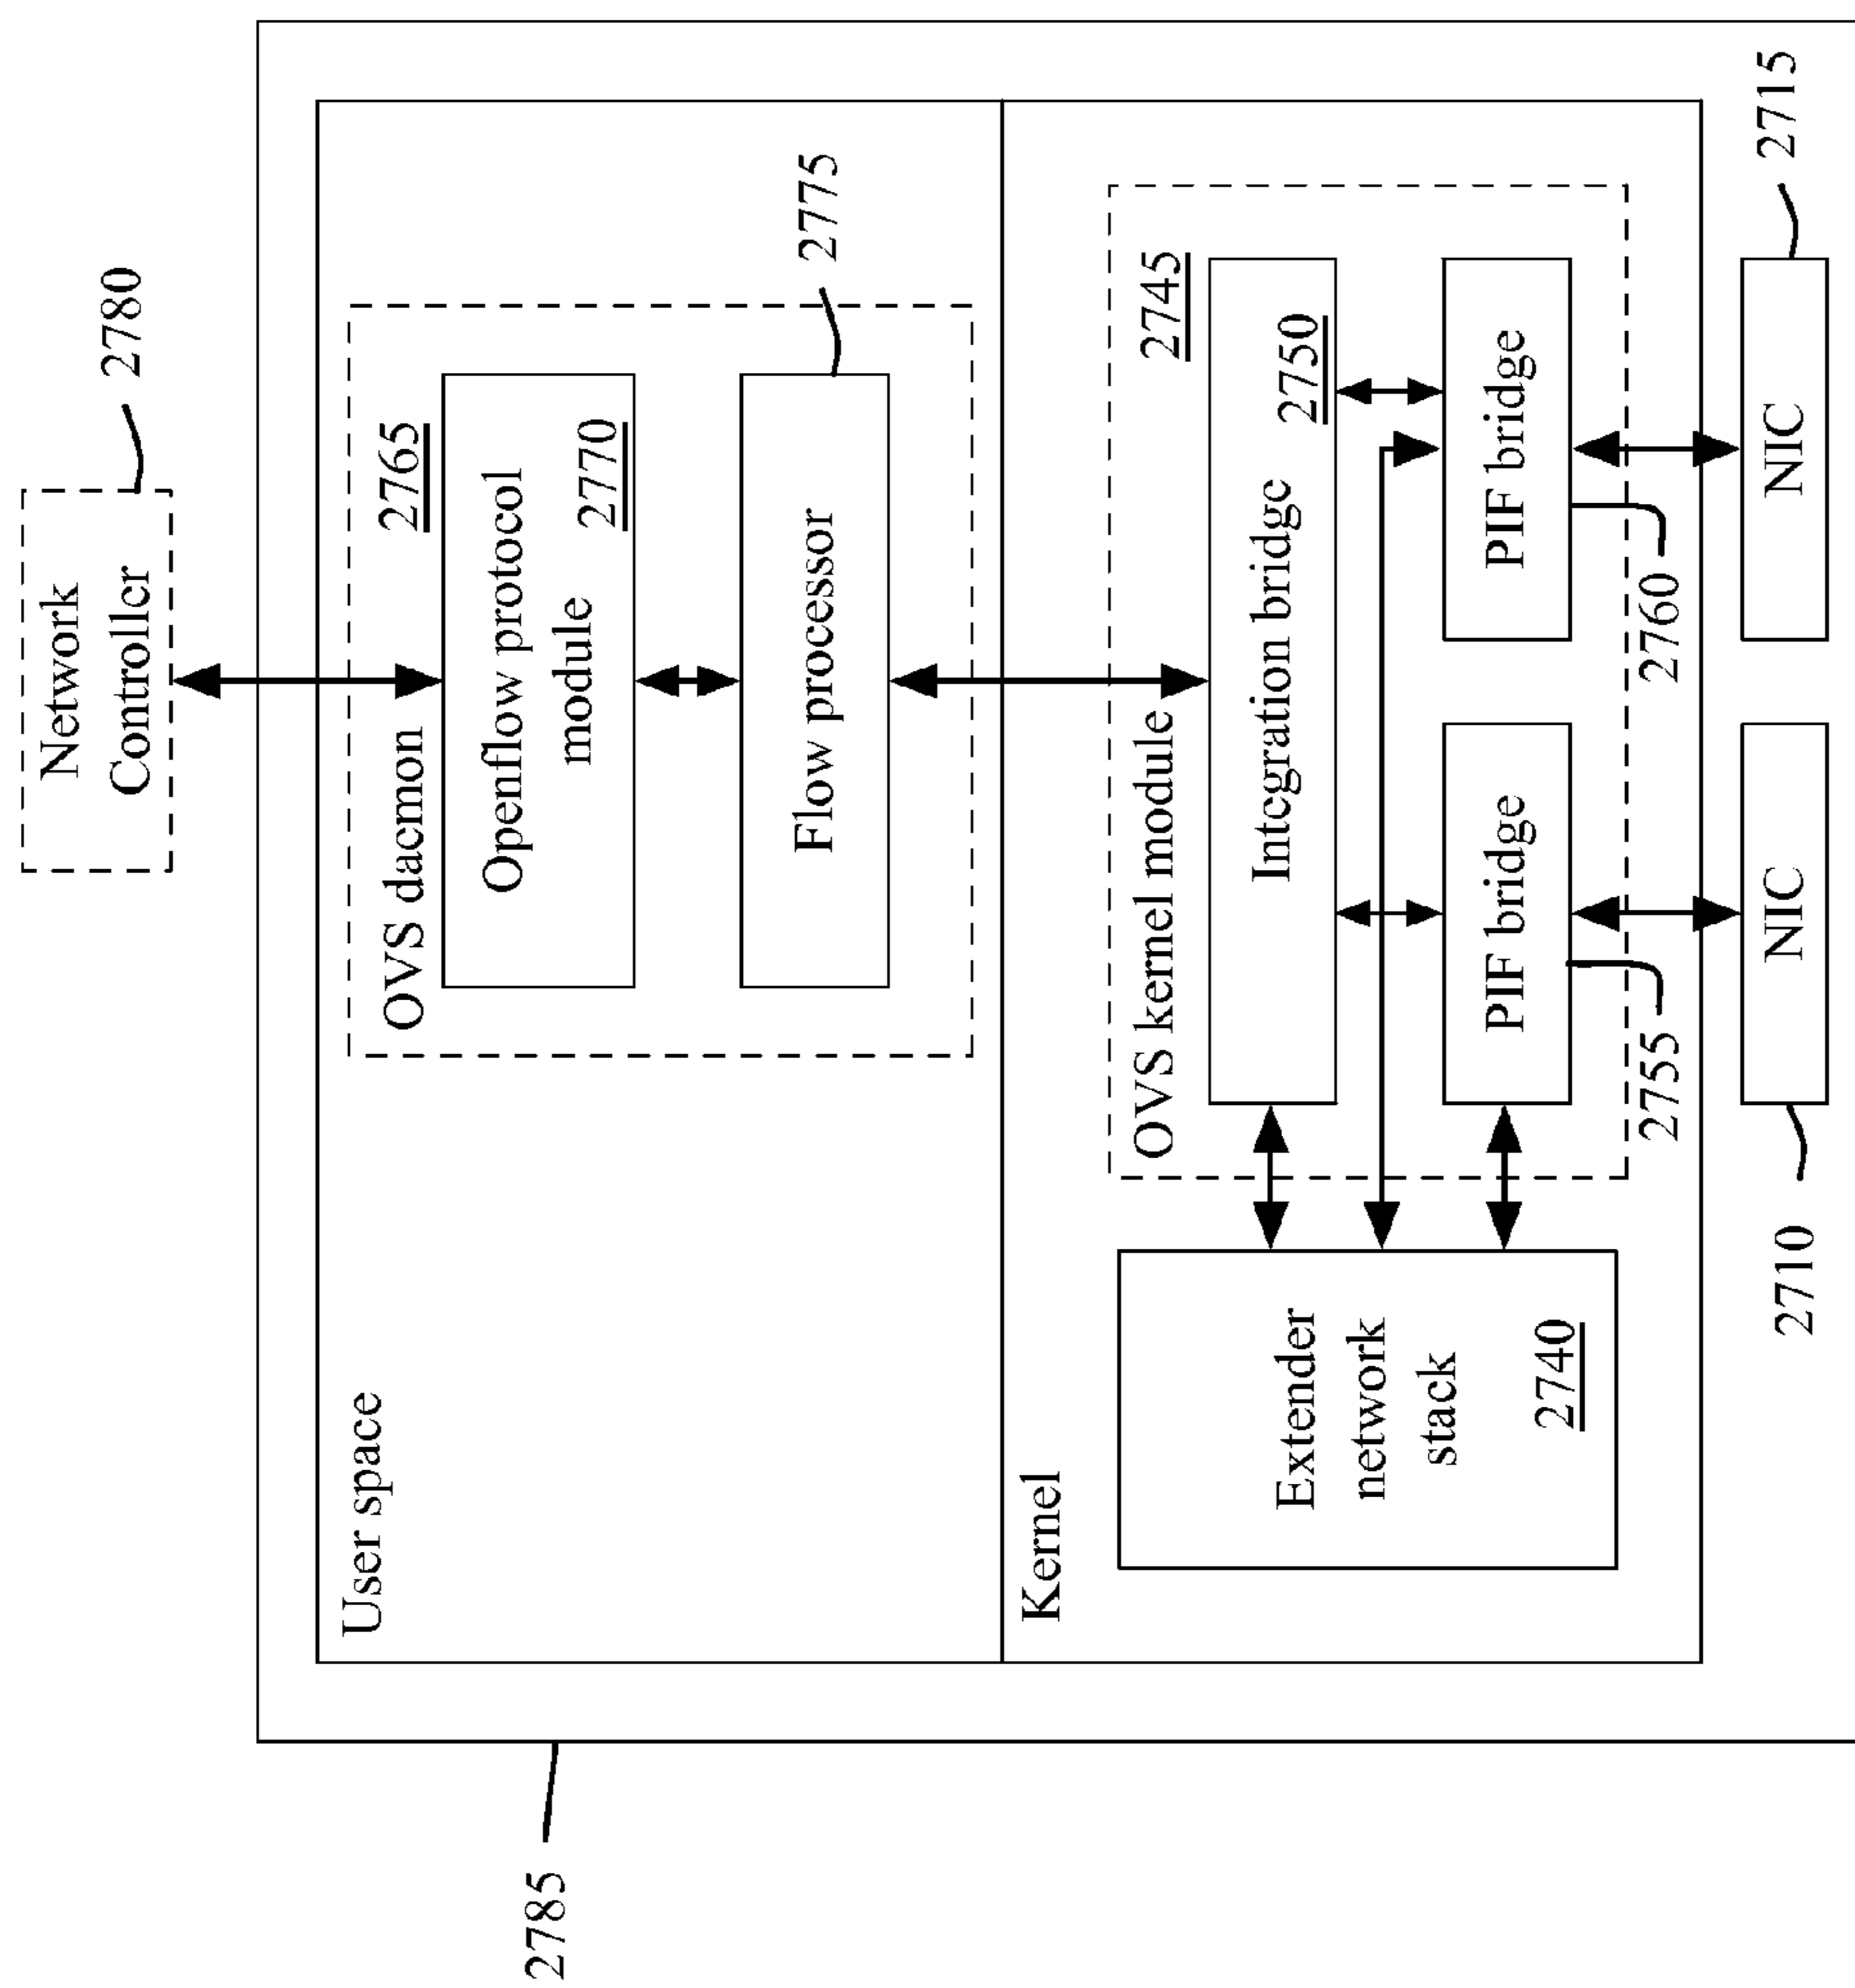 Network
Controller
2780
User space
OVS daemon
2765
Openflow protocol
module
2770
Flow processor
2775
Kernel
OVS kernel module
2745
Integration bridge
2750
Extender
network
stack
2740
PIF bridge
PIF bridge
2755
2760
NIC
NIC
2710
2715
2785